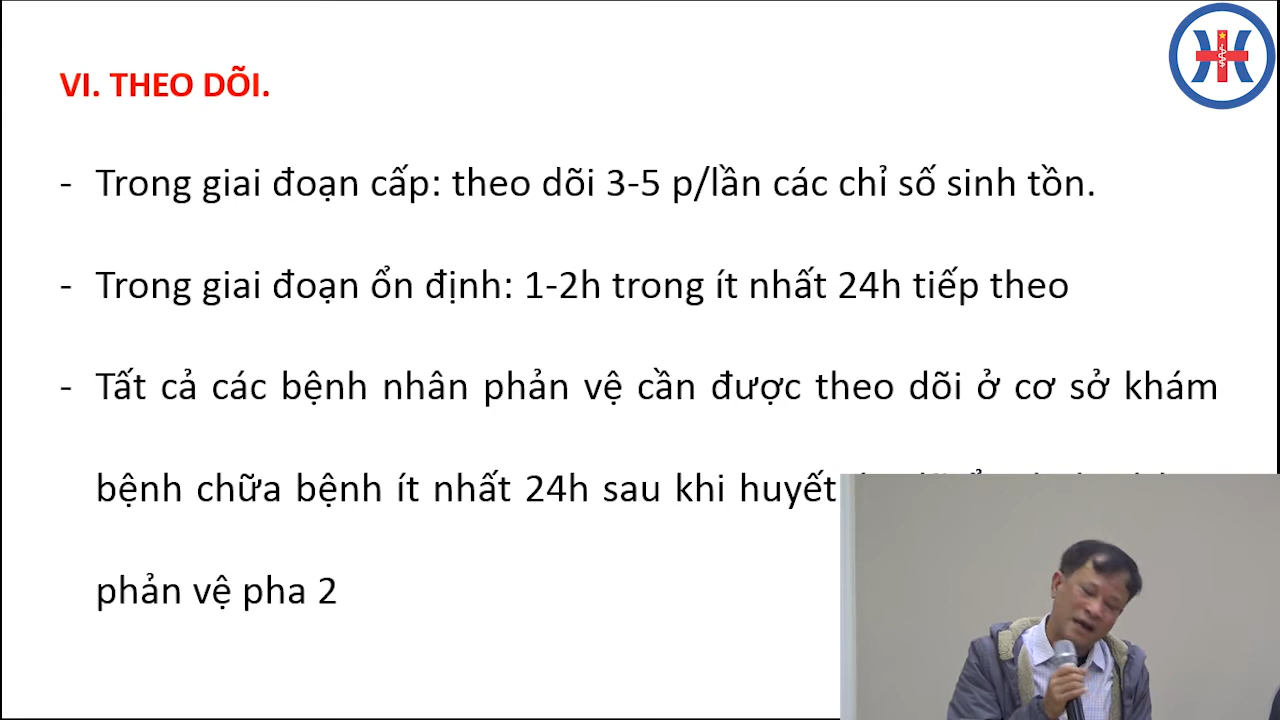 VI. THEO DÕI.
- Trong giai đoạn cấp: theo dõi 3-5 p/lần các chỉ số sinh tồn.
- Trong giai đoạn ổn định: 1-2h trong ít nhất 24h tiếp theo
- Tất cả các bệnh nhân phản vệ cần được theo dõi ở cơ sở khám
bệnh chữa bệnh ít nhất 24h sau khi huyết
phản vệ pha 2